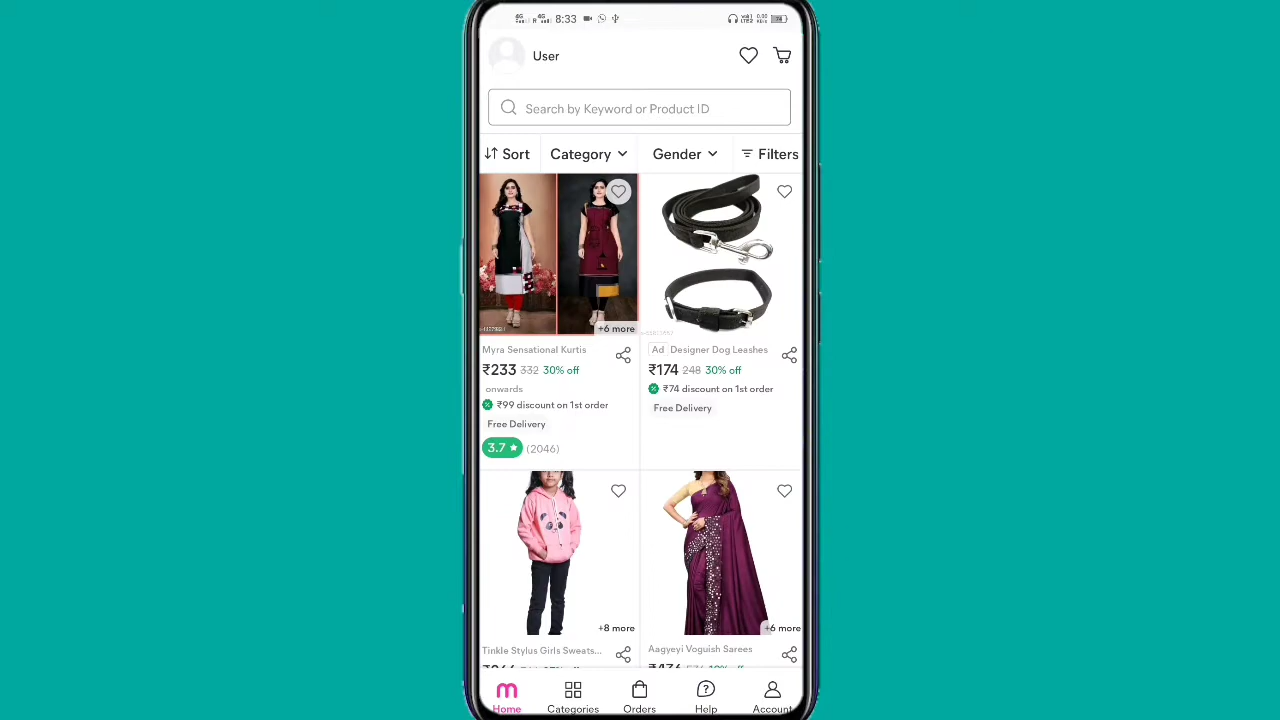 8:33
User
Search by Keyword or Product ID
Sort
Category
Gender
Filters
+6 more
Myra Sensational Kurtis
₹233 332 30% off
onwards
₹99 discount on 1st order
Free Delivery
3.7 ★ (2046)
Ad Designer Dog Leashes
₹174 248 30% off
₹74 discount on 1st order
Free Delivery
+8 more
Tinkle Stylus Girls Sweats...
+6 more
Aagyeyi Voguish Sarees
Home
Categories
Orders
Help
Account